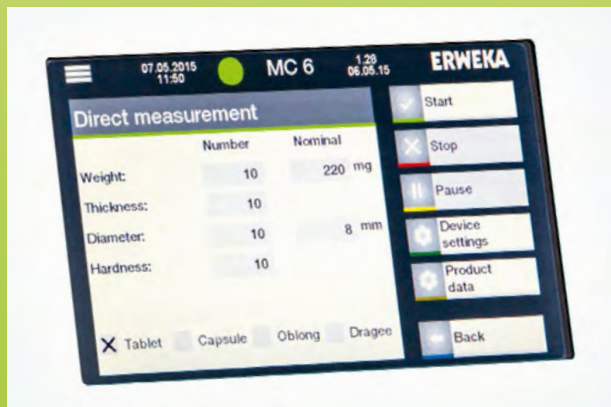 07.05.2015
11:50
MC 6
1.28
06.05.15
ERWEKA
Direct measurement
Number Nominal
Weight: 10 220 mg
Thickness: 10
Diameter: 10 8 mm
Hardness: 10
Tablet Capsule Oblong Dragee
Start
Stop
Pause
Device
settings
Product
data
Back